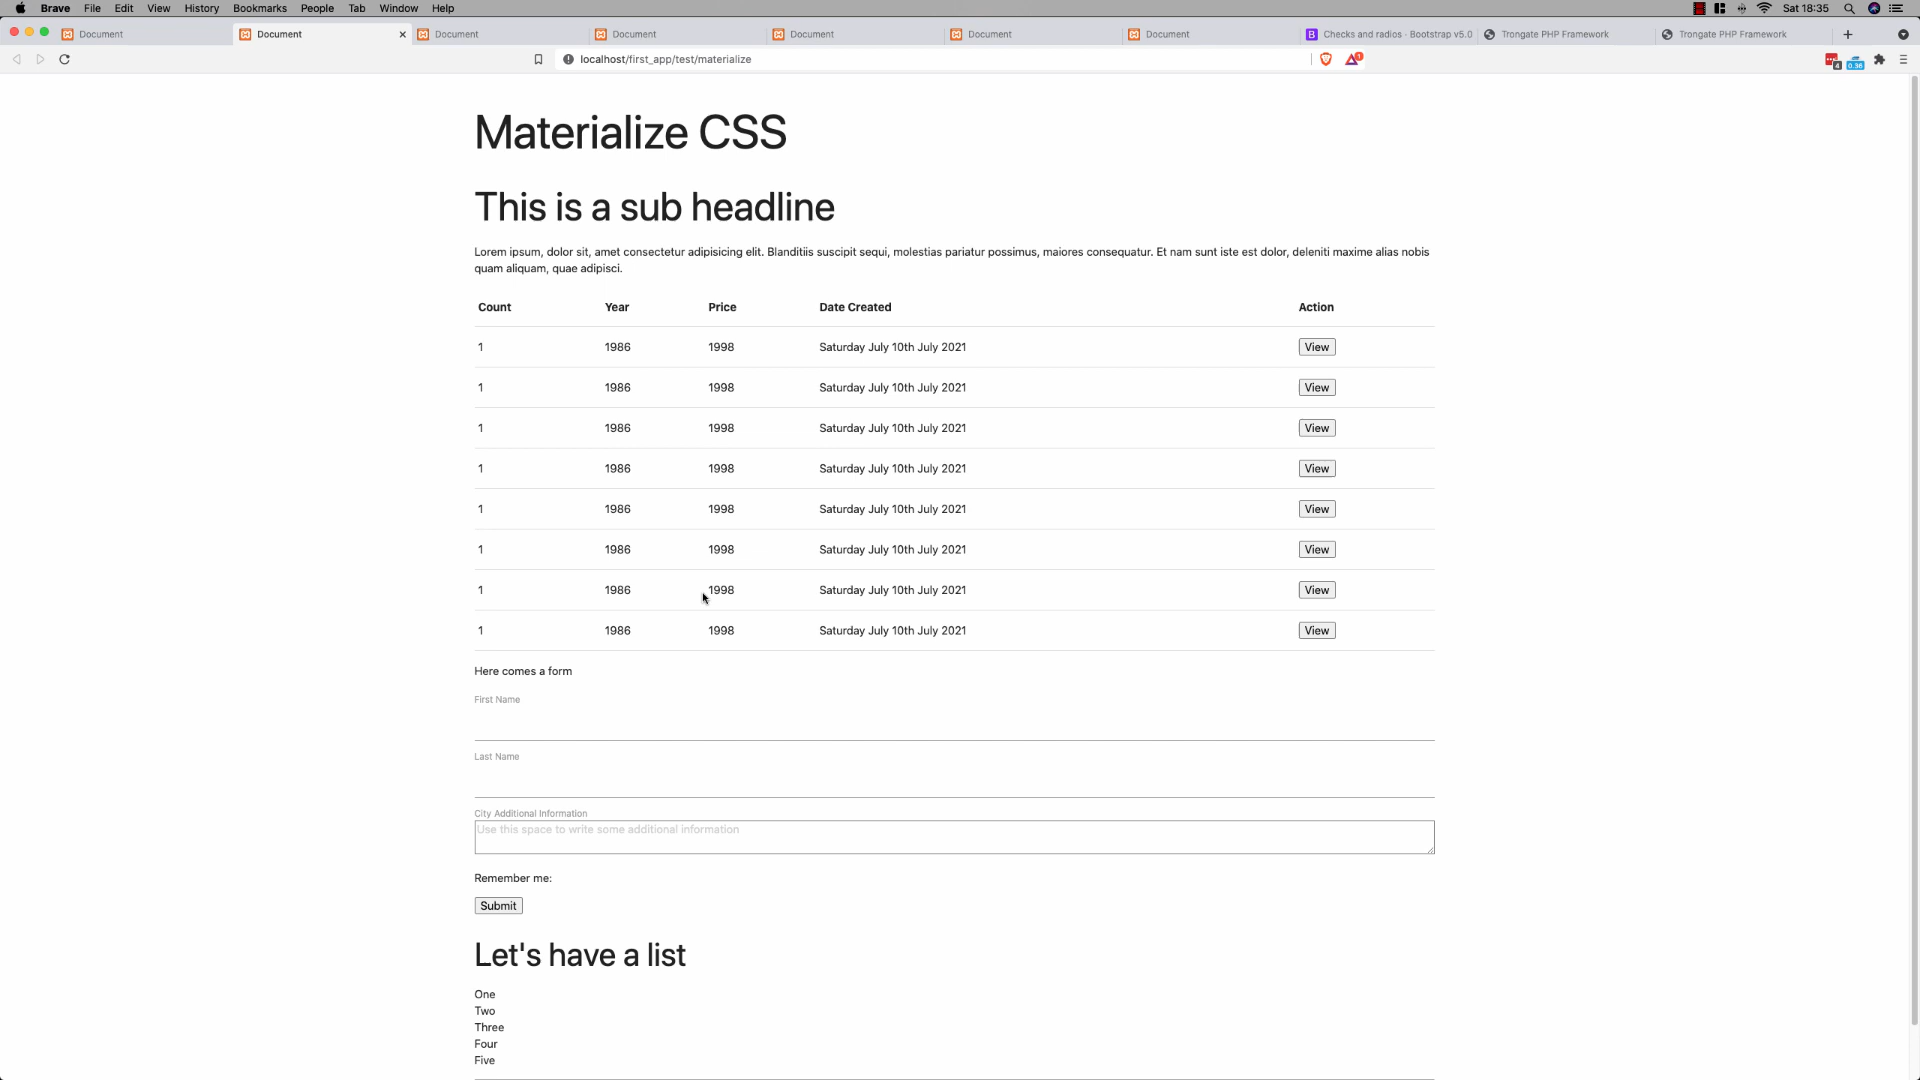 Brave File Edit View History Bookmarks People Tab Window Help Sat 18:35
Document Document Document Document Document Document Document Checks and radios · Bootstrap v5.0 Trongate PHP Framework Trongate PHP Framework
localhost/first_app/test/materialize 1 4 0.36
Materialize CSS
This is a sub headline
Lorem ipsum, dolor sit, amet consectetur adipisicing elit. Blanditiis suscipit sequi, molestias pariatur possimus, maiores consequatur. Et nam sunt iste est dolor, deleniti maxime alias nobis
quam aliquam, quae adipisci.
Count Year Price Date Created Action
1 1986 1998 Saturday July 10th July 2021 View
1 1986 1998 Saturday July 10th July 2021 View
1 1986 1998 Saturday July 10th July 2021 View
1 1986 1998 Saturday July 10th July 2021 View
1 1986 1998 Saturday July 10th July 2021 View
1 1986 1998 Saturday July 10th July 2021 View
1 1986 1998 Saturday July 10th July 2021 View
1 1986 1998 Saturday July 10th July 2021 View
Here comes a form
First Name
Last Name
City Additional Information
Use this space to write some additional information
Remember me:
Submit
Let's have a list
One
Two
Three
Four
Five